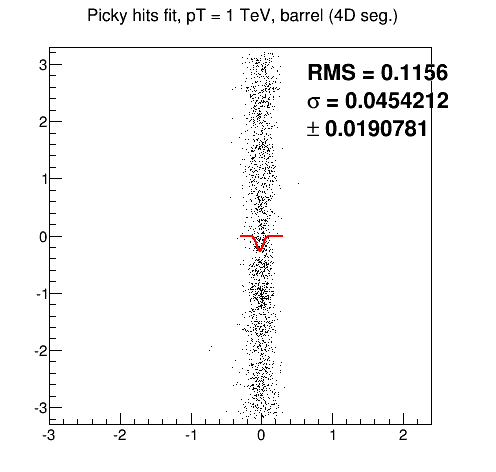 Picky hits fit, pT = 1 TeV, barrel (4D seg.)
RMS = 0.1156
σ = 0.0454212
± 0.0190781
3
2
1
0
-1
-2
-3
-3 -2 -1 0 1 2